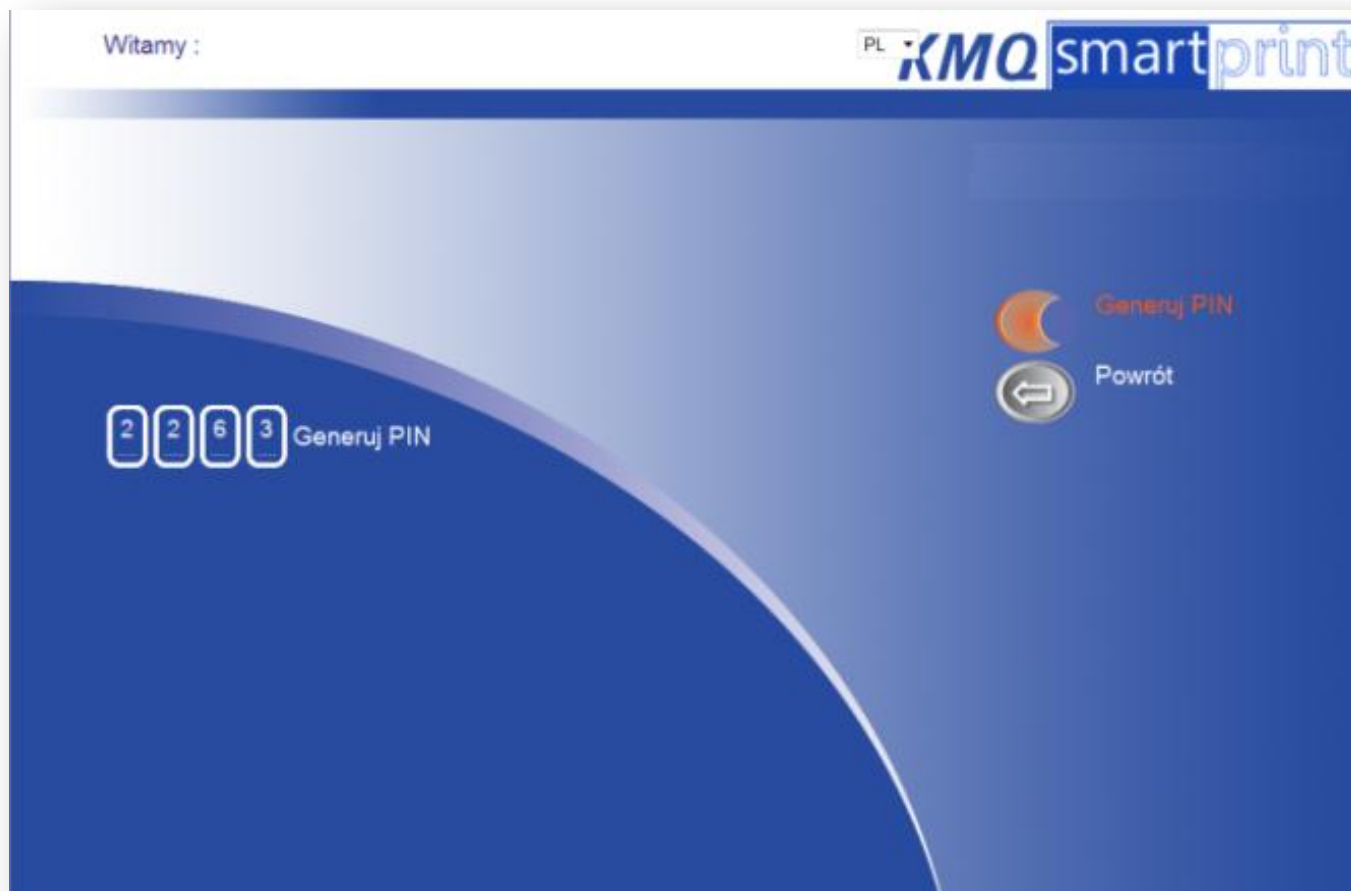 Witamy :
PL
KMQ smartprint
Generuj PIN
Powrót
2 2 6 3 Generuj PIN